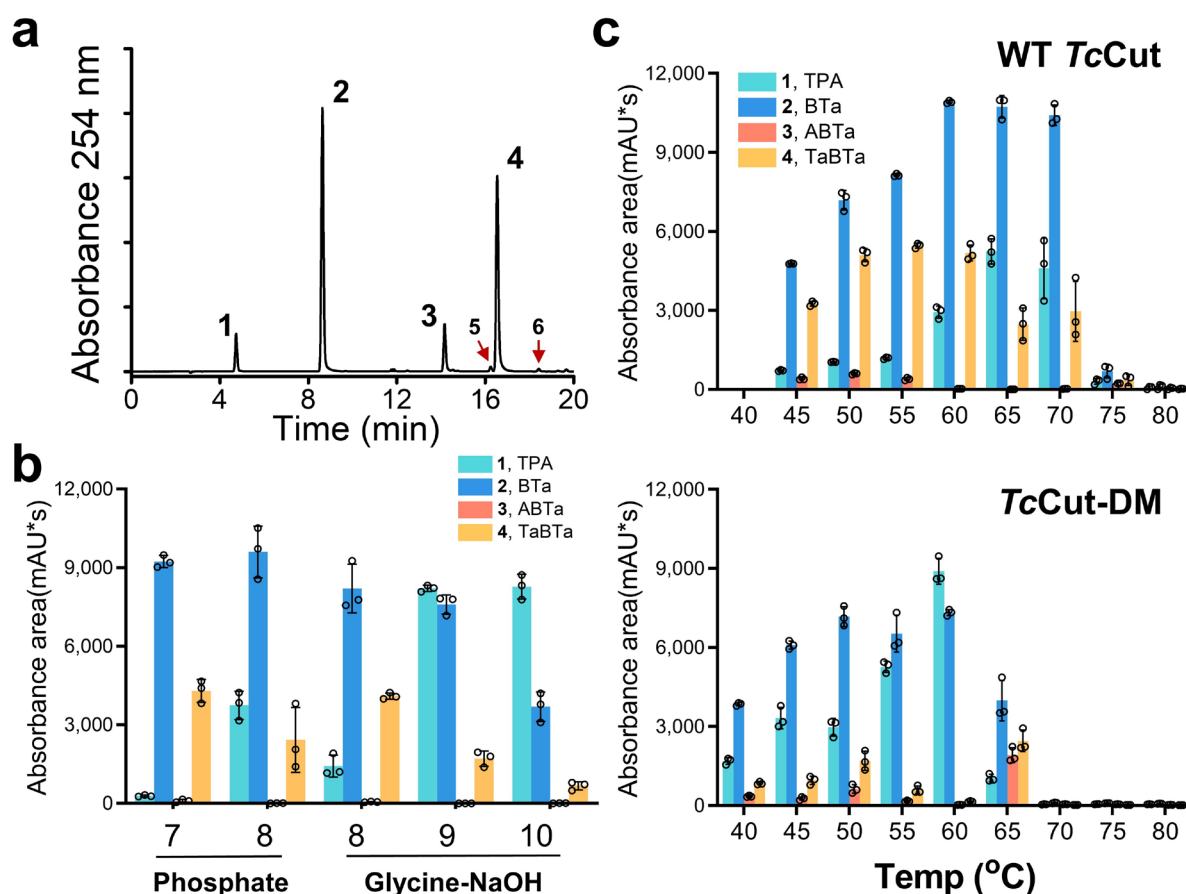 a
Absorbance 254 nm
1
2
3
4
5
6
0
4
8
12
16
20
Time (min)
b
1, TPA
2, BTa
3, ABTa
4, TaBTa
Absorbance area(mAU*s)
12,000
9,000
6,000
3,000
0
7
8
8
9
10
Phosphate
Glycine-NaOH
c
WT TcCut
1, TPA
2, BTa
3, ABTa
4, TaBTa
Absorbance area(mAU*s)
12,000
9,000
6,000
3,000
0
40 45 50 55 60 65 70 75 80
TcCut-DM
Absorbance area(mAU*s)
12,000
9,000
6,000
3,000
0
40 45 50 55 60 65 70 75 80
Temp (°C)